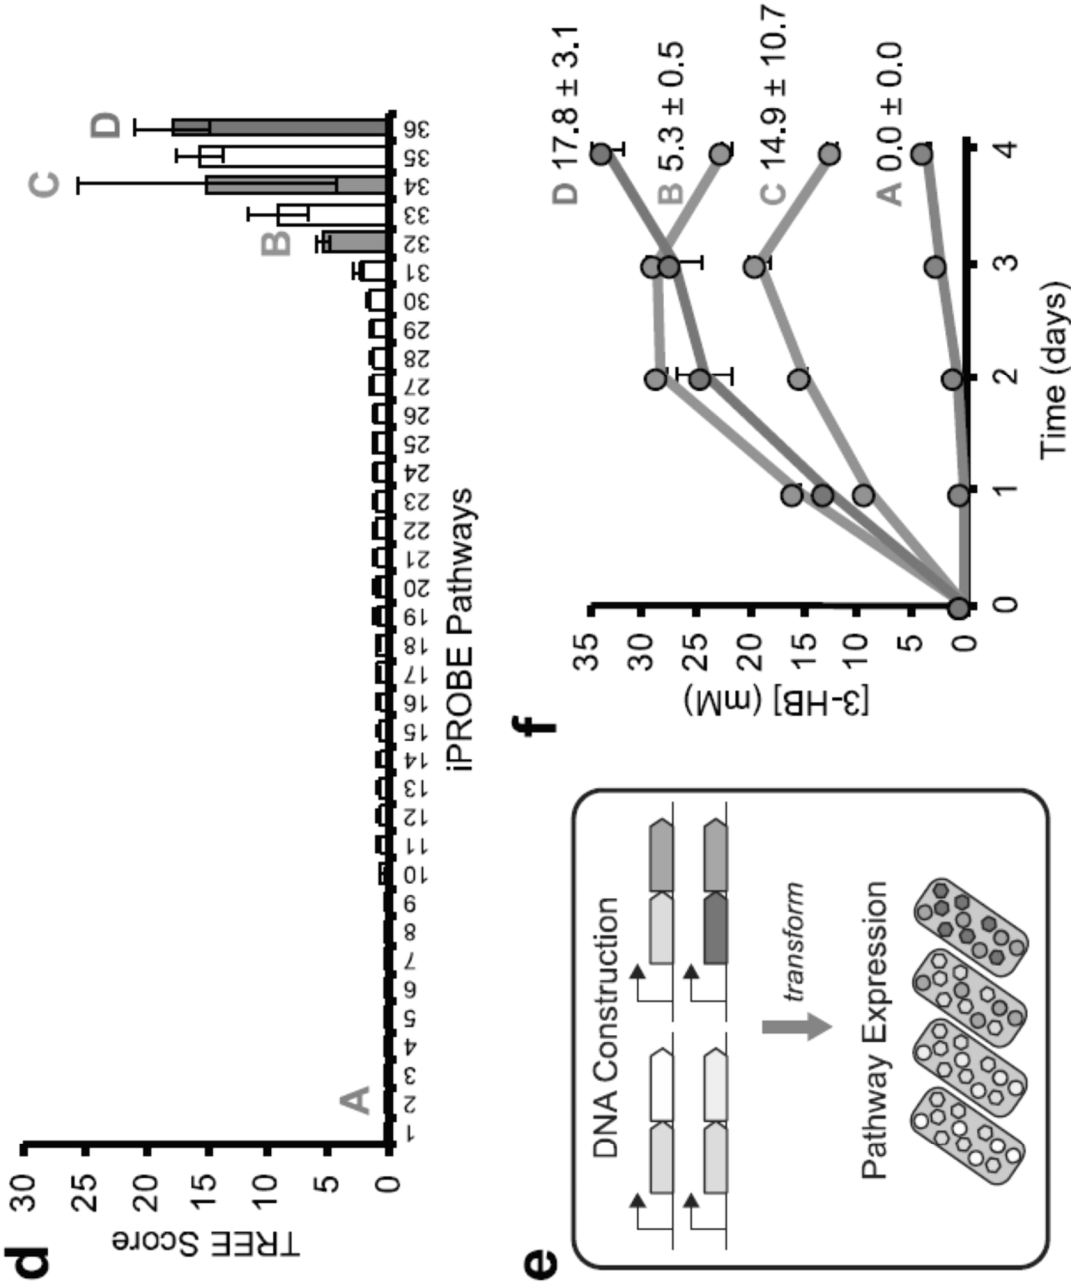 d
TREE Score
30
25
20
15
10
5
0
A
B
C
D
1 2 3 4 5 6 7 8 9 10 11 12 13 14 15 16 17 18 19 20 21 22 23 24 25 26 27 28 29 30 31 32 33 34 35 36
iPROBE Pathways
e
DNA Construction
transform
Pathway Expression
f
[3-HB] (mM)
35
30
25
20
15
10
5
0
D 17.8 ± 3.1
B 5.3 ± 0.5
C 14.9 ± 10.7
A 0.0 ± 0.0
0 1 2 3 4
Time (days)